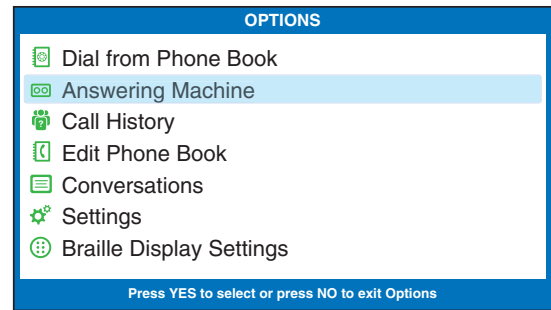 OPTIONS
Dial from Phone Book
Answering Machine
Call History
Edit Phone Book
Conversations
Settings
Braille Display Settings
Press YES to select or press NO to exit Options